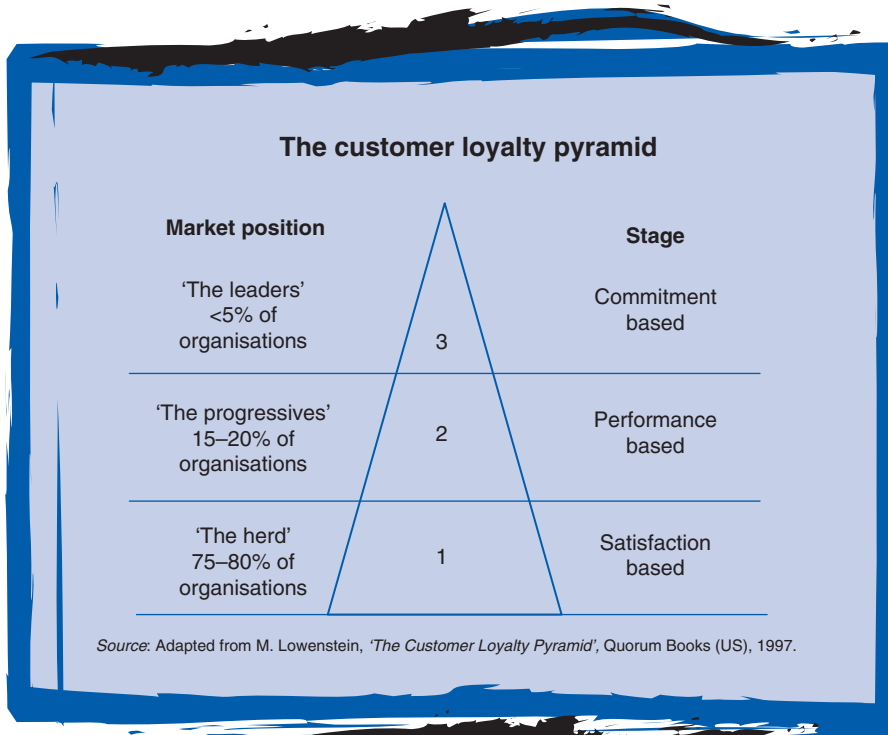 The customer loyalty pyramid
Market position
Stage
‘The leaders’
<5% of
organisations
3
Commitment
based
‘The progressives’
15–20% of
organisations
2
Performance
based
‘The herd’
75–80% of
organisations
1
Satisfaction
based
Source: Adapted from M. Lowenstein, ‘The Customer Loyalty Pyramid’, Quorum Books (US), 1997.